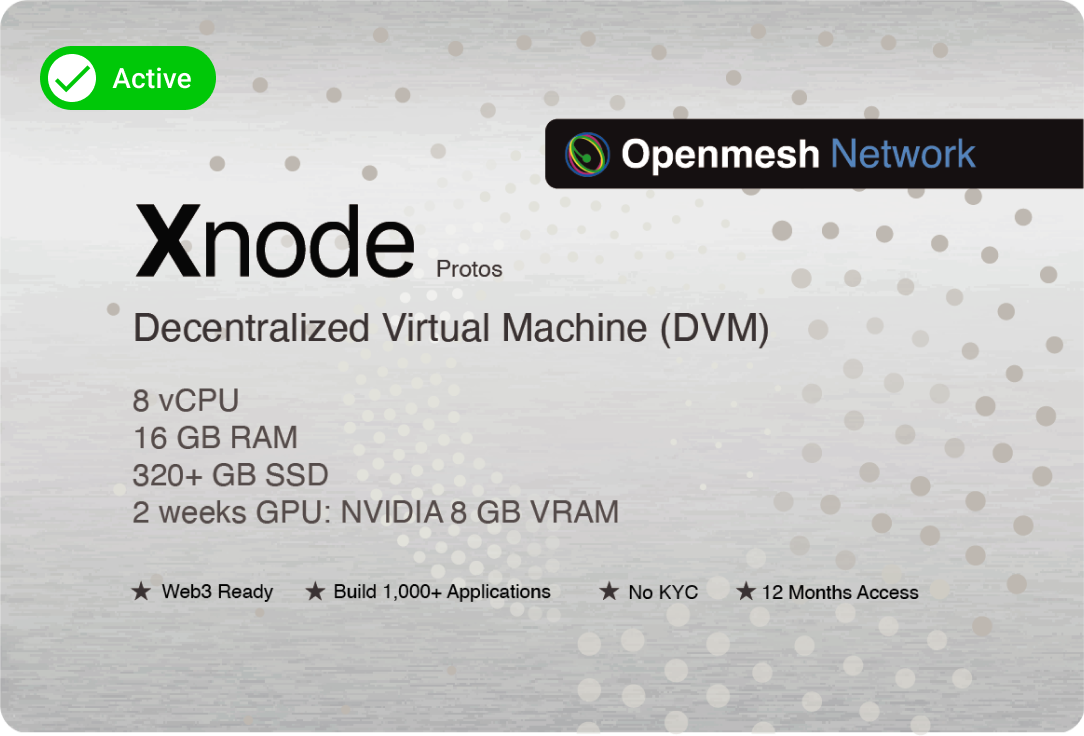 Active
Openmesh Network
Xnode Protos
Decentralized Virtual Machine (DVM)
8 vCPU
16 GB RAM
320+ GB SSD
2 weeks GPU: NVIDIA 8 GB VRAM
★ Web3 Ready ★ Build 1,000+ Applications ★ No KYC ★ 12 Months Access